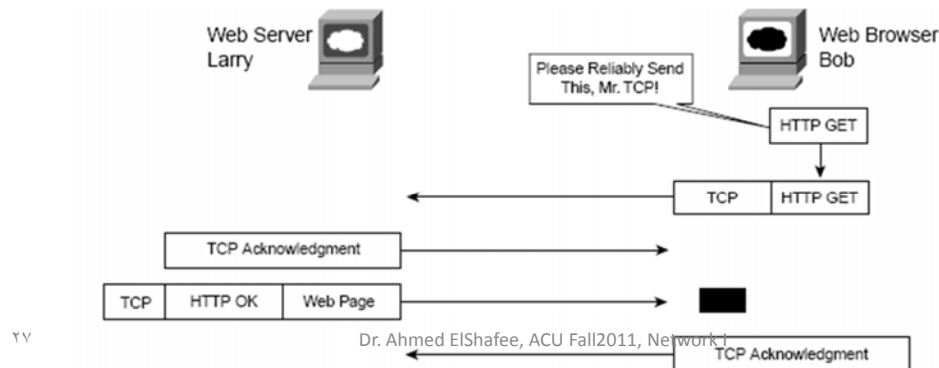 Web Server
Larry
Web Browser
Bob
Please Reliably Send
This, Mr. TCP!
HTTP GET
TCP
HTTP GET
TCP Acknowledgment
TCP
HTTP OK
Web Page
٢٧
Dr. Ahmed ElShafee, ACU Fall2011, Network I
TCP Acknowledgment